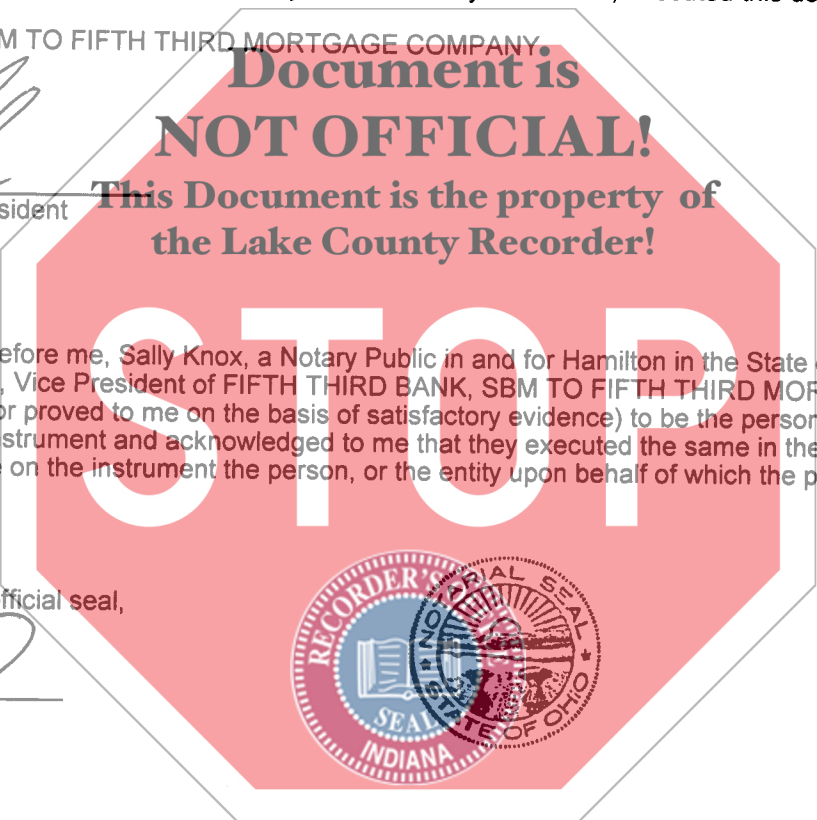 M TO FIFTH THIRD MORTGAGE COMPANY
Document is
NOT OFFICIAL!
This Document is the property of
the Lake County Recorder!
sident
STOP
efore me, Sally Knox, a Notary Public in and for Hamilton in the State
, Vice President of FIFTH THIRD BANK, SBM TO FIFTH THIRD MOR
or proved to me on the basis of satisfactory evidence) to be the person
strument and acknowledged to me that they executed the same in the
on the instrument the person, or the entity upon behalf of which the p
fficial seal,
RECORDER'S
SEAL
INDIANA
NOTARIAL SEAL
STATE OF OHIO